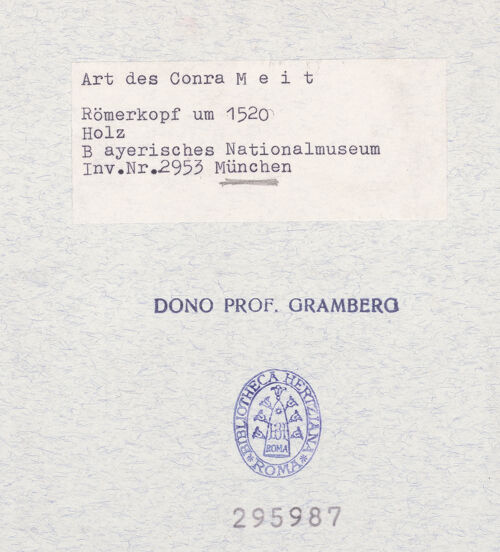 Art des Conra M e i t
Römerkopf um 1520
Holz
B ayerisches Nationalmuseum
Inv.Nr.2953 München
DONO PROF. GRAMBERG
BIBLIOTHECA HERTZIANA
ROMA
*ROMA*
295987